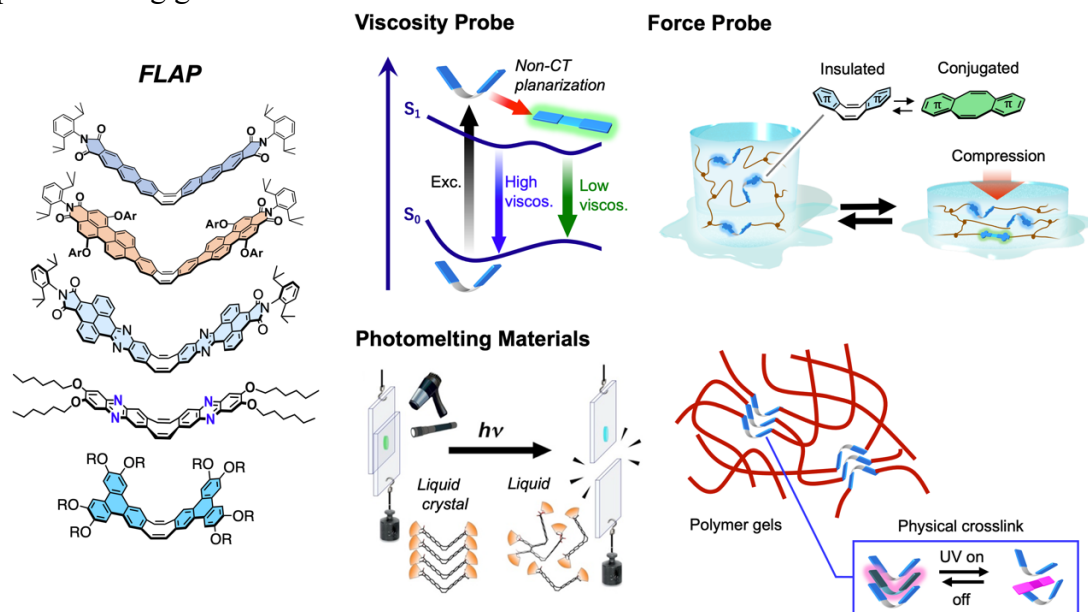 Viscosity Probe
Force Probe
FLAP
Non-CT
planarization
S1
S0
Exc.
High
viscos.
Low
viscos.
Insulated
Conjugated
π
π
π
π
Compression
O
N
O
O
N
O
O
N
O
OAr
ArO
ArO
OAr
O
N
O
O
N
O
N
N
N
N
O
N
O
O
O
N
N
N
N
O
O
OR
RO
RO
OR
RO
OR
RO
OR
Photomelting Materials
hν
Liquid
crystal
Liquid
Polymer gels
Physical crosslink
UV on
off